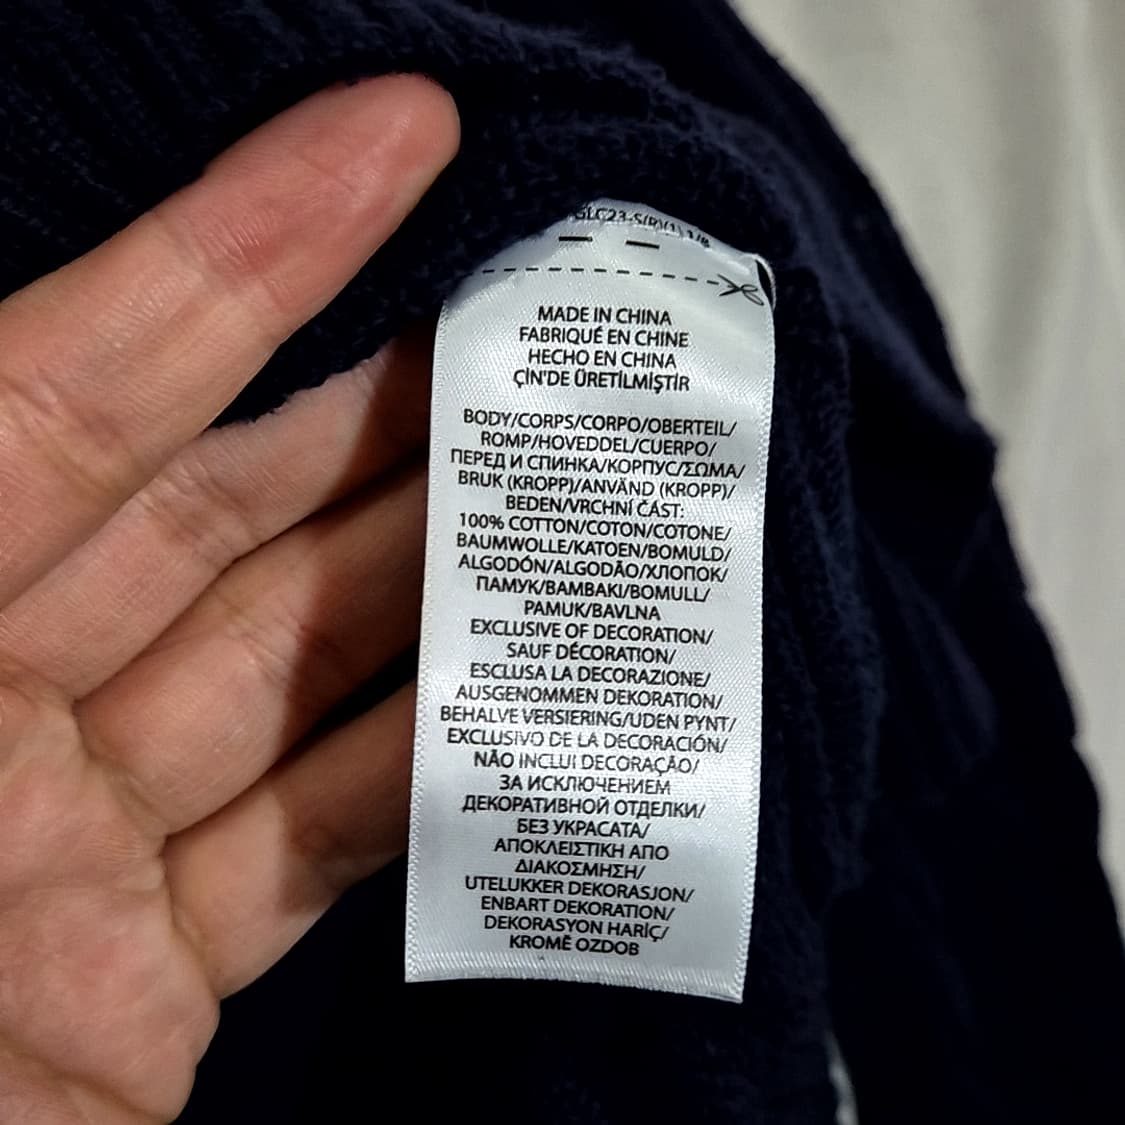 GLC23-S(R)(1) 1/8
MADE IN CHINA
FABRIQUÉ EN CHINE
HECHO EN CHINA
ÇİN'DE ÜRETİLMİŞTİR
BODY/CORPS/CORPO/OBERTEIL/
ROMP/HOVEDDEL/CUERPO/
ПЕРЕД И СПИНКА/КОРПУС/ΣΩΜΑ/
BRUK (KROPP)/ANVÄND (KROPP)/
BEDEN/VRCHNÍ ČÁST:
100% COTTON/COTON/COTONE/
BAUMWOLLE/KATOEN/BOMULD/
ALGODÓN/ALGODÃO/ХЛОПОК/
ПАМУК/BAMBAKI/BOMULL/
PAMUK/BAVLNA
EXCLUSIVE OF DECORATION/
SAUF DÉCORATION/
ESCLUSA LA DECORAZIONE/
AUSGENOMMEN DEKORATION/
BEHALVE VERSIERING/UDEN PYNT/
EXCLUSIVO DE LA DECORACIÓN/
NÃO INCLUI DECORAÇÃO/
ЗА ИСКЛЮЧЕНИЕМ
ДЕКОРАТИВНОЙ ОТДЕЛКИ/
БЕЗ УКРАСАТА/
ΑΠΟΚΛΕΙΣΤΙΚΗ ΑΠΟ
ΔΙΑΚΟΣΜΗΣΗ/
UTELUKKER DEKORASJON/
ENBART DEKORATION/
DEKORASYON HARİÇ/
KROMĚ OZDOB